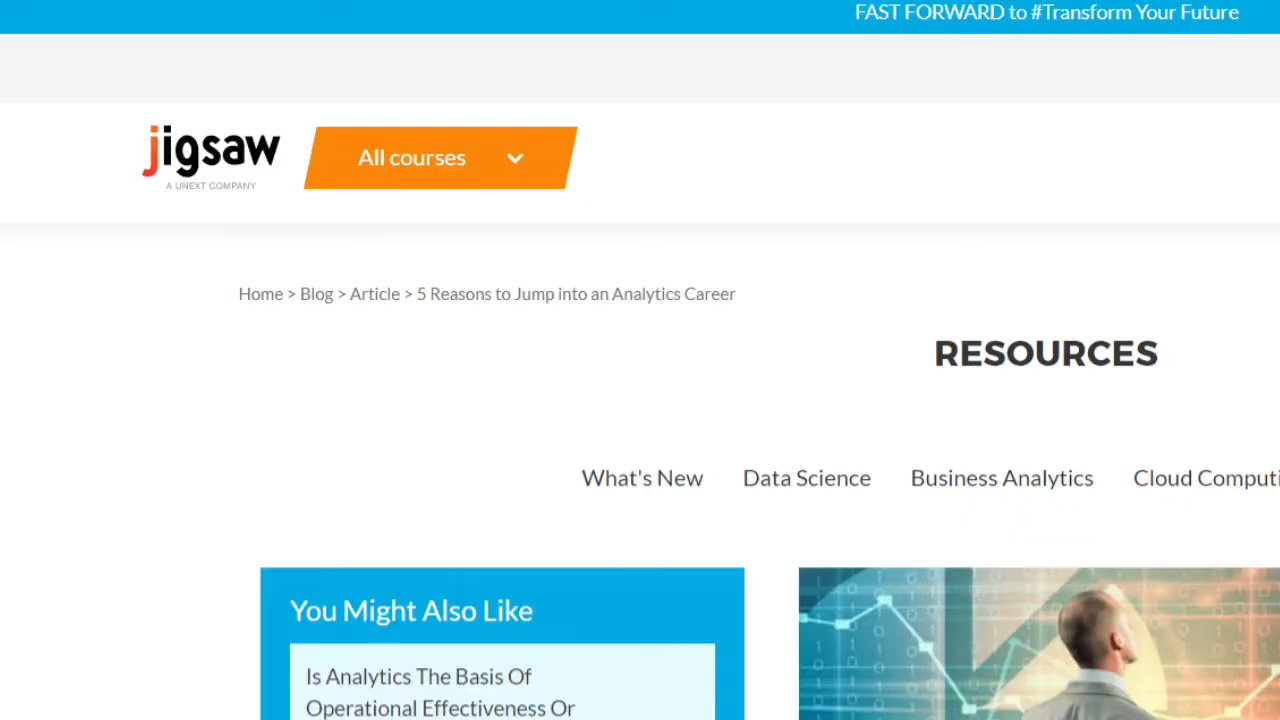 FAST FORWARD to #Transform Your Future
jigsaw
A UNEXT COMPANY
All courses
Home > Blog > Article > 5 Reasons to Jump into an Analytics Career
RESOURCES
What's New Data Science Business Analytics Cloud Computi
You Might Also Like
Is Analytics The Basis Of
Operational Effectiveness Or